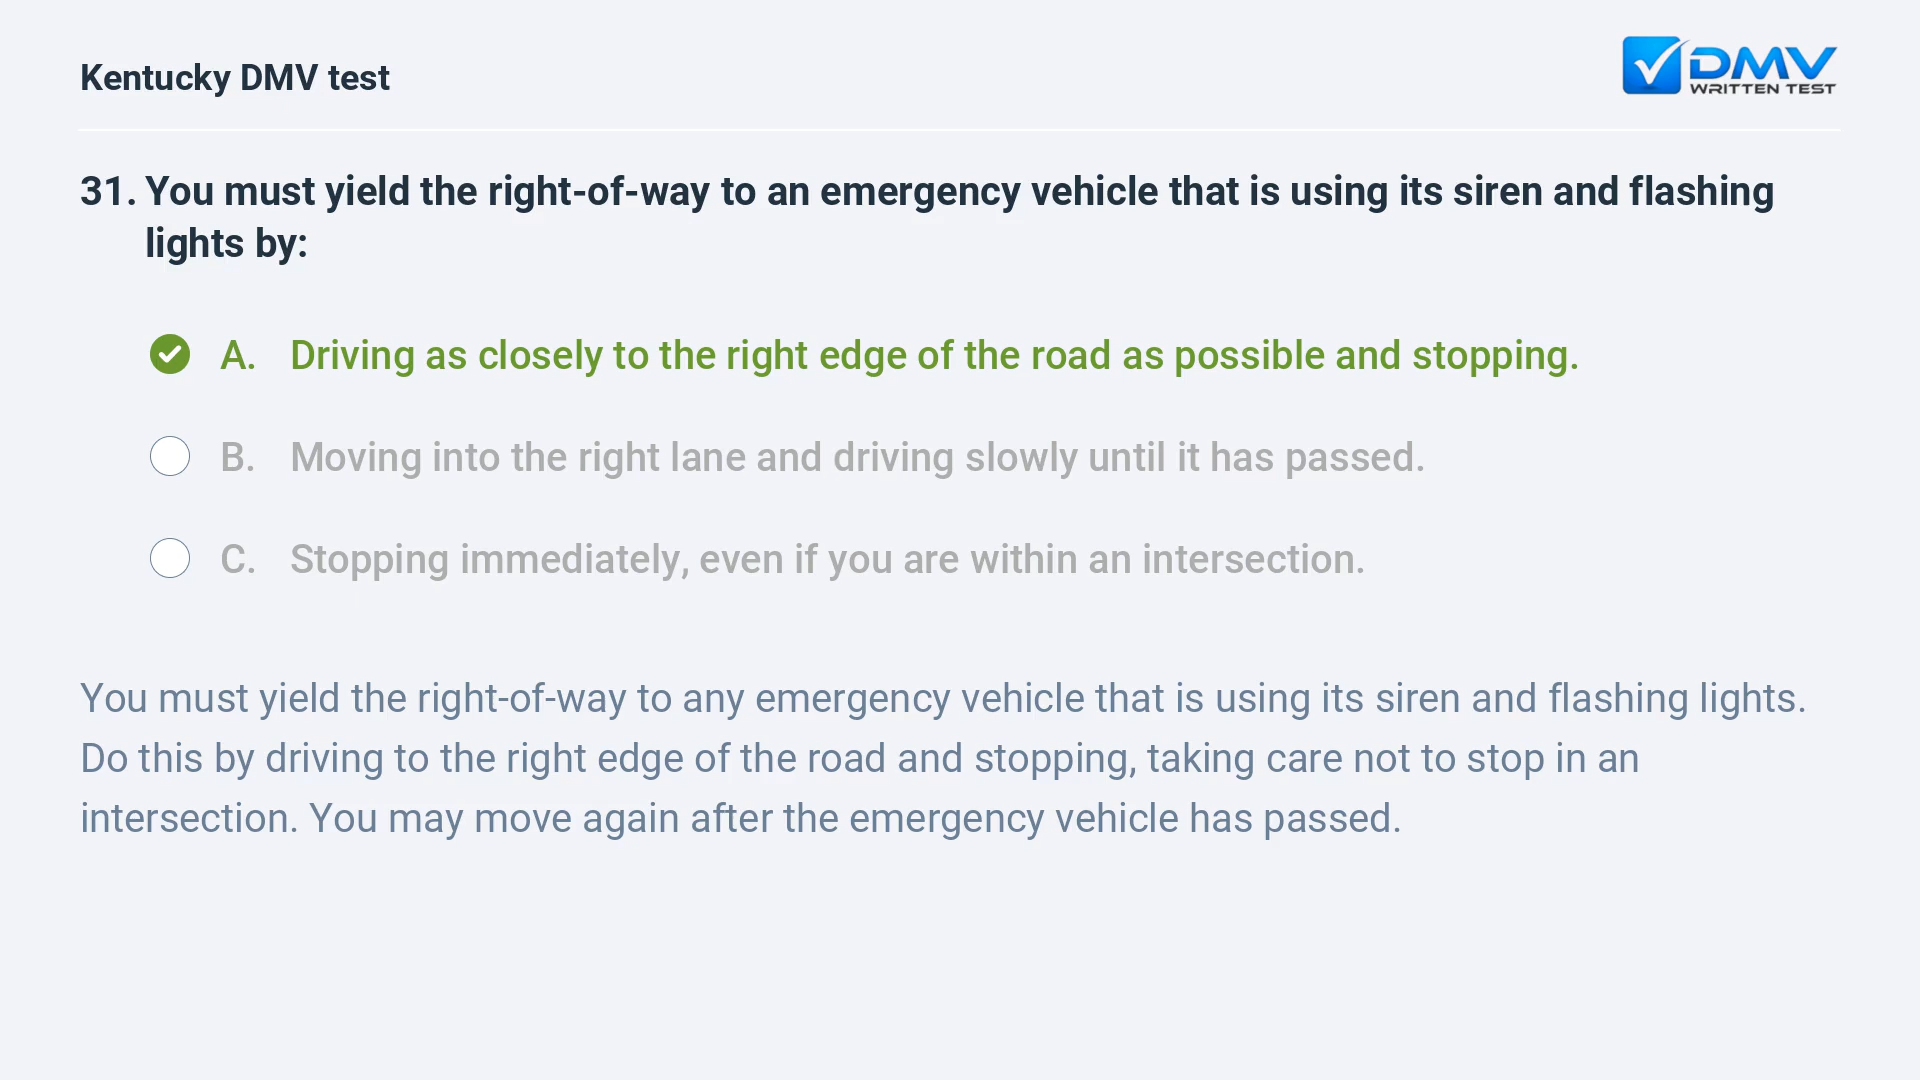 Kentucky DMV test
DMV
WRITTEN TEST
31. You must yield the right-of-way to an emergency vehicle that is using its siren and flashing
lights by:
A. Driving as closely to the right edge of the road as possible and stopping.
B. Moving into the right lane and driving slowly until it has passed.
C. Stopping immediately, even if you are within an intersection.
You must yield the right-of-way to any emergency vehicle that is using its siren and flashing lights.
Do this by driving to the right edge of the road and stopping, taking care not to stop in an
intersection. You may move again after the emergency vehicle has passed.